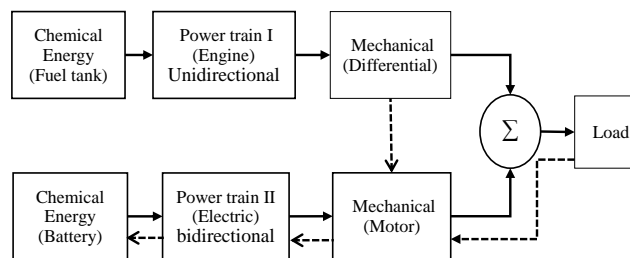 Chemical
Energy
(Fuel tank)
Power train I
(Engine)
Unidirectional
Mechanical
(Differential)
Σ
Load
Chemical
Energy
(Battery)
Power train II
(Electric)
bidirectional
Mechanical
(Motor)